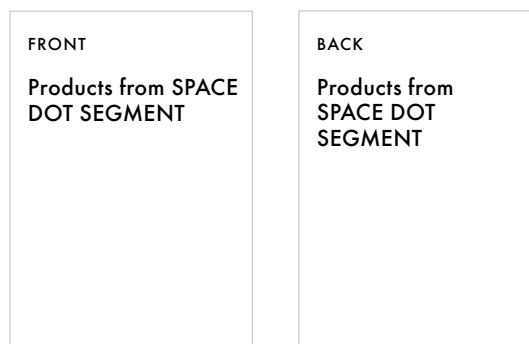 FRONT
Products from SPACE
DOT SEGMENT
BACK
Products from
SPACE DOT
SEGMENT